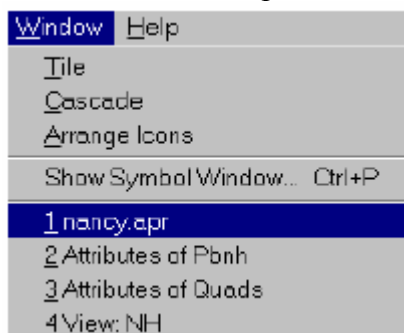 Window Help
Tile
Cascade
Arrange Icons
Show Symbol Window... Ctrl+P
1 nancy.apr
2 Attributes of Pbnh
3 Attributes of Quads
4 View: NH